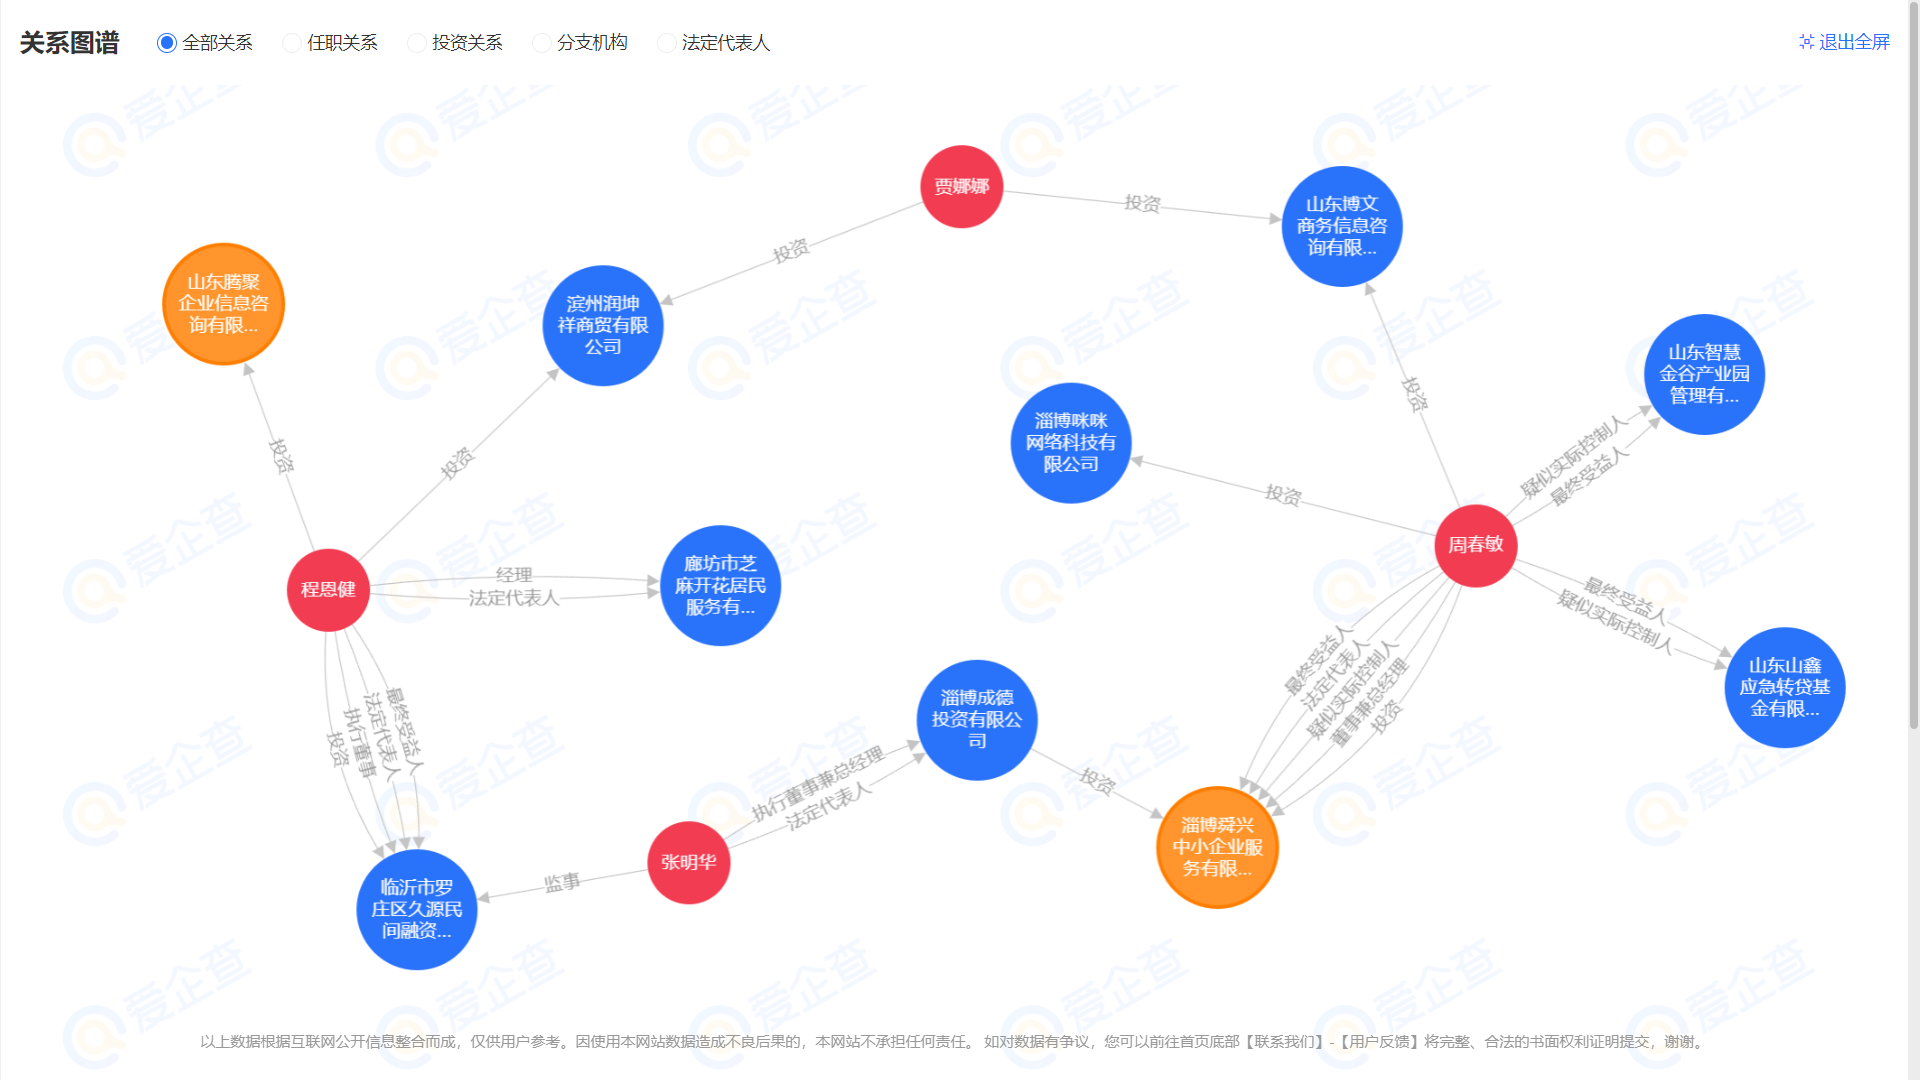 关系图谱
全部关系
任职关系
投资关系
分支机构
法定代表人
退出全屏
贾娜娜
山东博文
商务信息咨
询有限...
投资
投资
山东腾聚
企业信息咨
询有限...
滨州润坤
祥商贸有限
公司
山东智慧
金谷产业园
管理有...
投资
淄博咪咪
网络科技有
限公司
投资
投资
投资
疑似实际控制人
最终受益人
周春敏
程恩健
经理
法定代表人
廊坊市芝
麻开花居民
服务有...
最终受益人
疑似实际控制人
山东山鑫
应急转贷基
金有限...
最终受益人
法定代表人
疑似实际控制人
董事兼总经理
投资
淄博成德
投资有限公
司
最终受益人
法定代表人
执行董事
投资
执行董事兼总经理
法定代表人
投资
淄博舜兴
中小企业服
务有限...
张明华
监事
临沂市罗
庄区久源民
间融资...
以上数据根据互联网公开信息整合而成，仅供用户参考。因使用本网站数据造成不良后果的，本网站不承担任何责任。 如对数据有争议，您可以前往首页底部【联系我们】-【用户反馈】将完整、合法的书面权利证明提交，谢谢。
爱企查